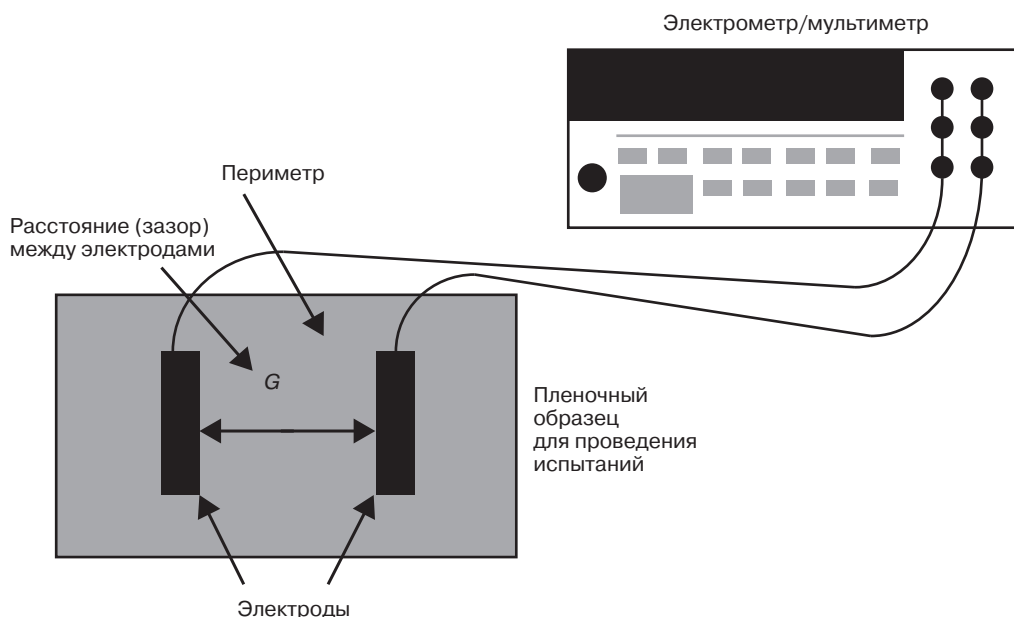 Электрометр/мультиметр
Периметр
Расстояние (зазор)
между электродами
G
Пленочный
образец
для проведения
испытаний
Электроды